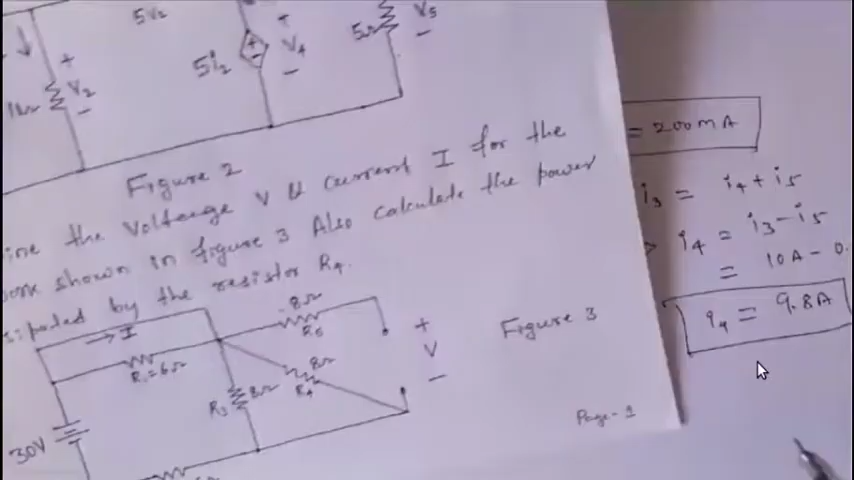 5V₂
+
V₂
-
5i₂
+
-
+
V₄
-
5Ω
V₅
-
Figure 2
the Voltage V & current I for the
shown in figure 3 Also calculate the power
by the resistor R₄.
→ I
R₁=6Ω
8Ω
R₆
R₃
8Ω
8Ω
R₄
+
V
-
30V
Figure 3
Page-1
= 200mA
i₃ = i₄ + i₅
i₄ = i₃ - i₅
= 10A - 0.
i₄ = 9.8A